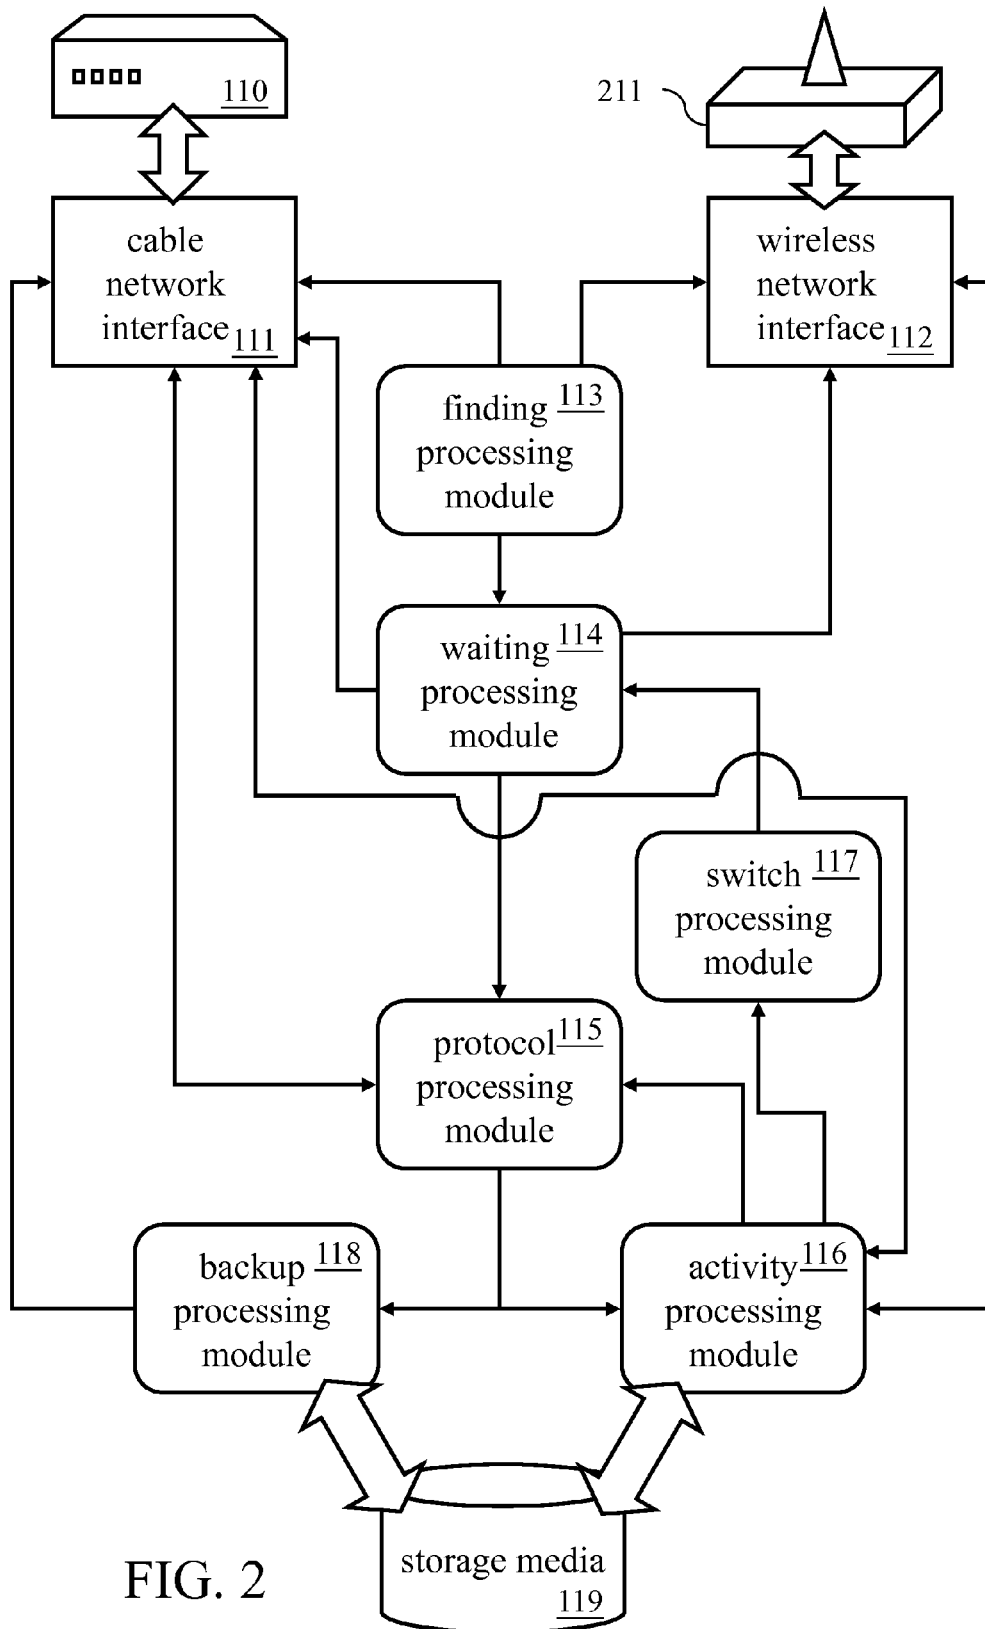 110
211
cable
network
interface 111
wireless
network
interface 112
finding 113
processing
module
waiting 114
processing
module
switch 117
processing
module
protocol 115
processing
module
backup 118
processing
module
activity 116
processing
module
storage media
119
FIG. 2